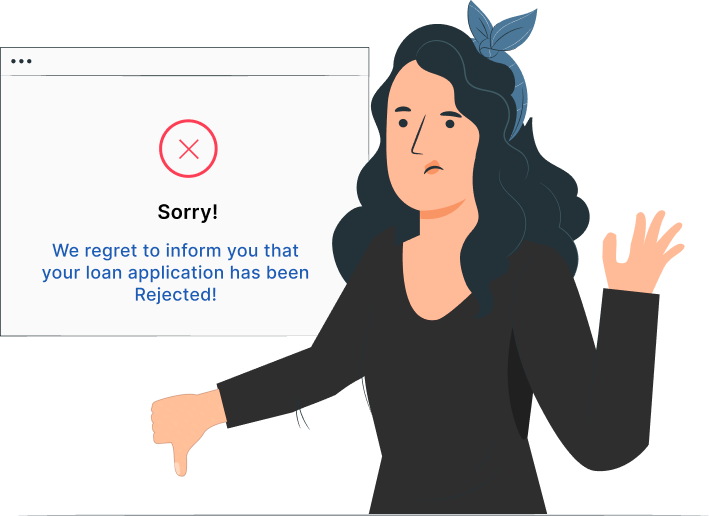 Sorry!
We regret to inform you that
your loan application has been
Rejected!